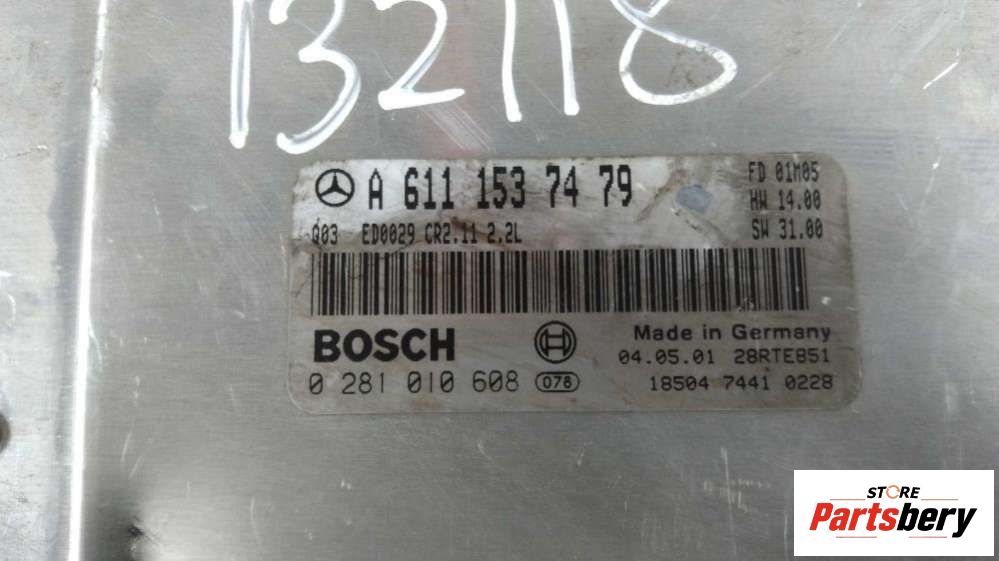 132118
A 611 153 74 79
FD 01M05
HW 14.00
Q03 ED0029 CR2.11 2.2L
SW 31.00
BOSCH
Made in Germany
04.05.01 28RTE851
0 281 010 608 076
18504 7441 0228
STORE
Partsbery